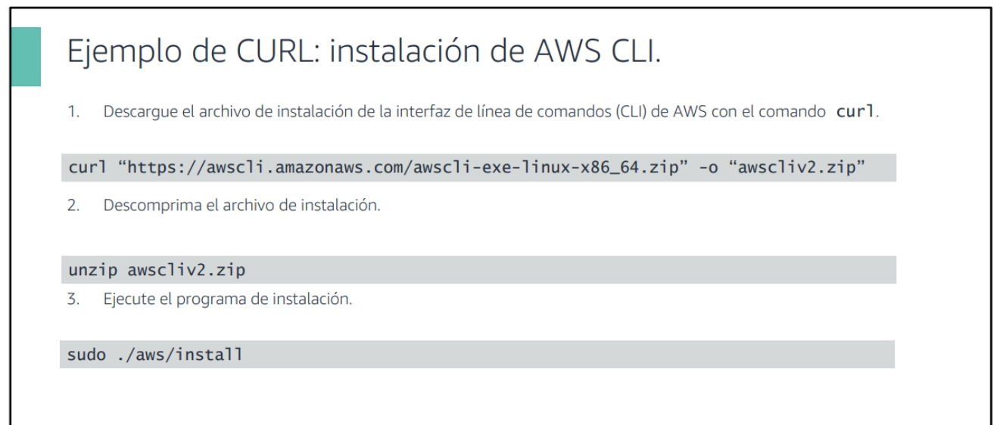 Ejemplo de CURL: instalación de AWS CLI.
1. Descargue el archivo de instalación de la interfaz de línea de comandos (CLI) de AWS con el comando curl.
curl “https://awscli.amazonaws.com/awscli-exe-linux-x86_64.zip” -o “awscliv2.zip”
2. Descomprima el archivo de instalación.
unzip awscliv2.zip
3. Ejecute el programa de instalación.
sudo ./aws/install